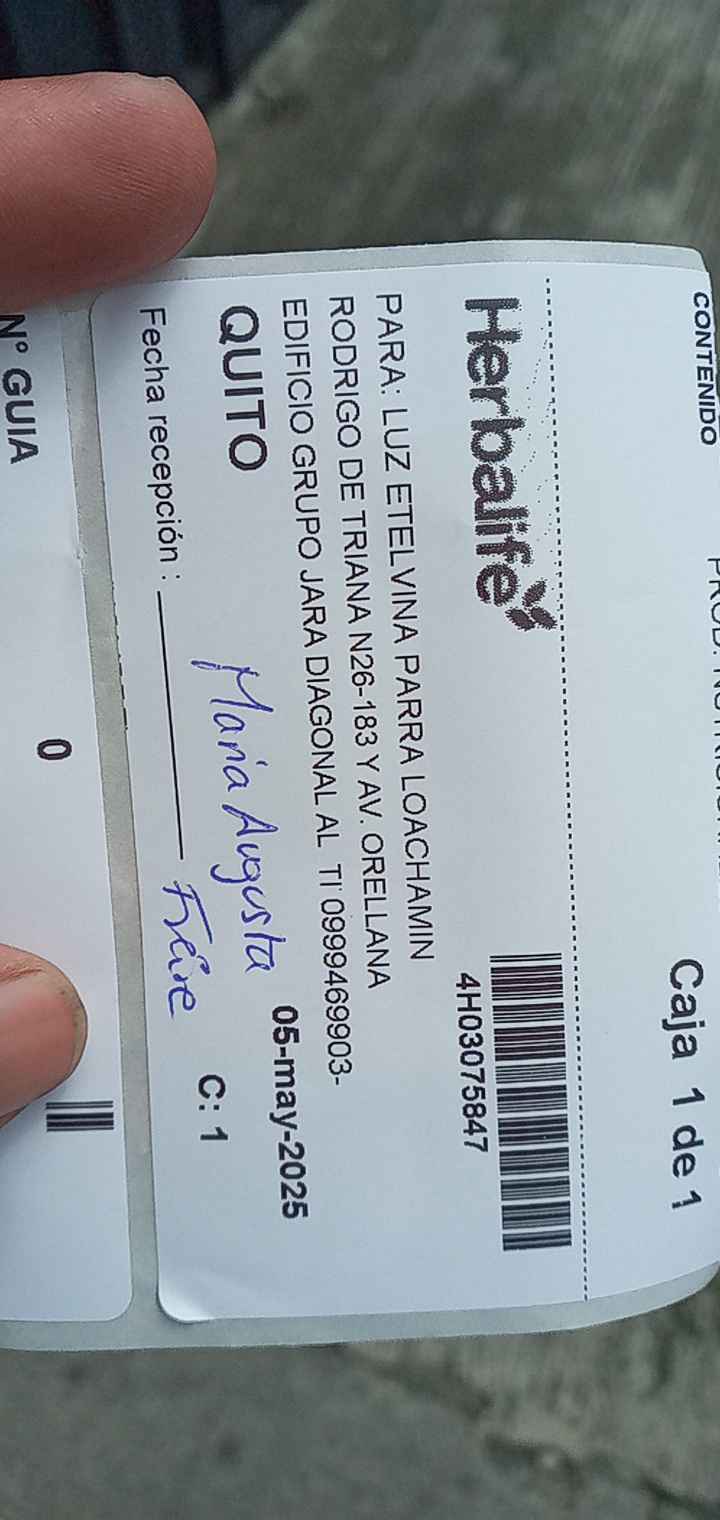 CONTENIDO
Caja 1 de 1
Herbalife
4H03075847
PARA: LUZ ETELVINA PARRA LOACHAMIN
RODRIGO DE TRIANA N26-183 Y AV. ORELLANA
EDIFICIO GRUPO JARA DIAGONAL AL TI 0999469903-
QUITO
05-may-2025
Maria Augusta
C: 1
Freire
Fecha recepción :
N° GUIA
0